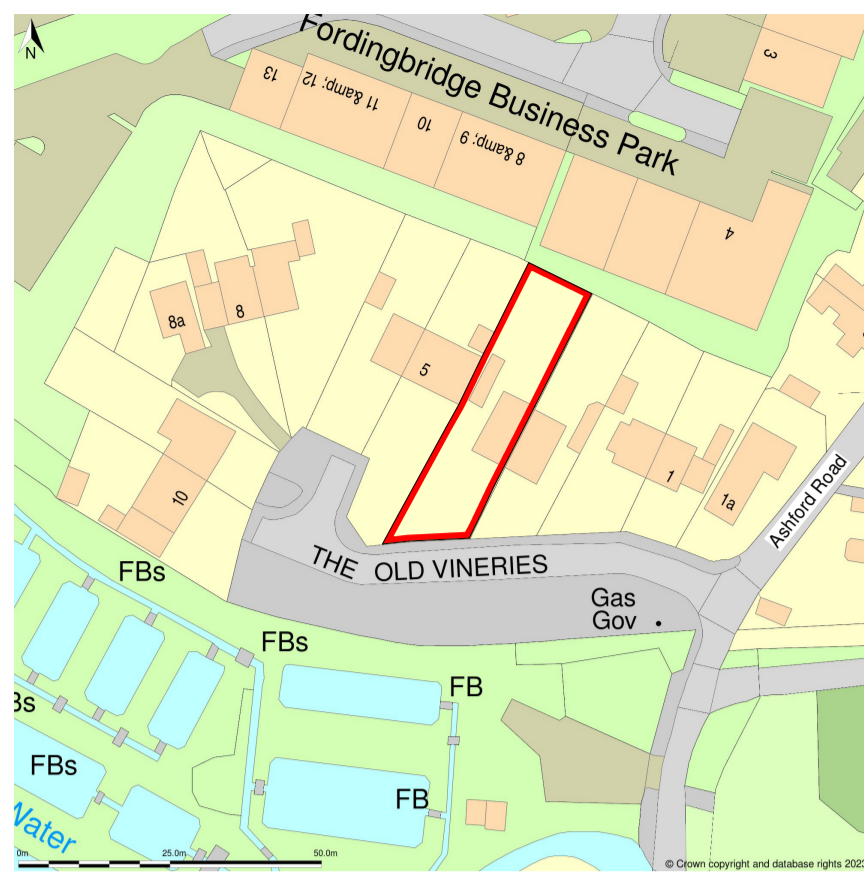 N
Fordingbridge Business Park
13
11 &amp; 12
10
8 &amp; 9
3
4
8a
8
5
10
1
1a
Ashford Road
THE OLD VINERIES
FBs
Gas
Gov
FBs
FB
Bs
FBs
FB
Water
0m
25.0m
50.0m
© Crown copyright and database rights 2023